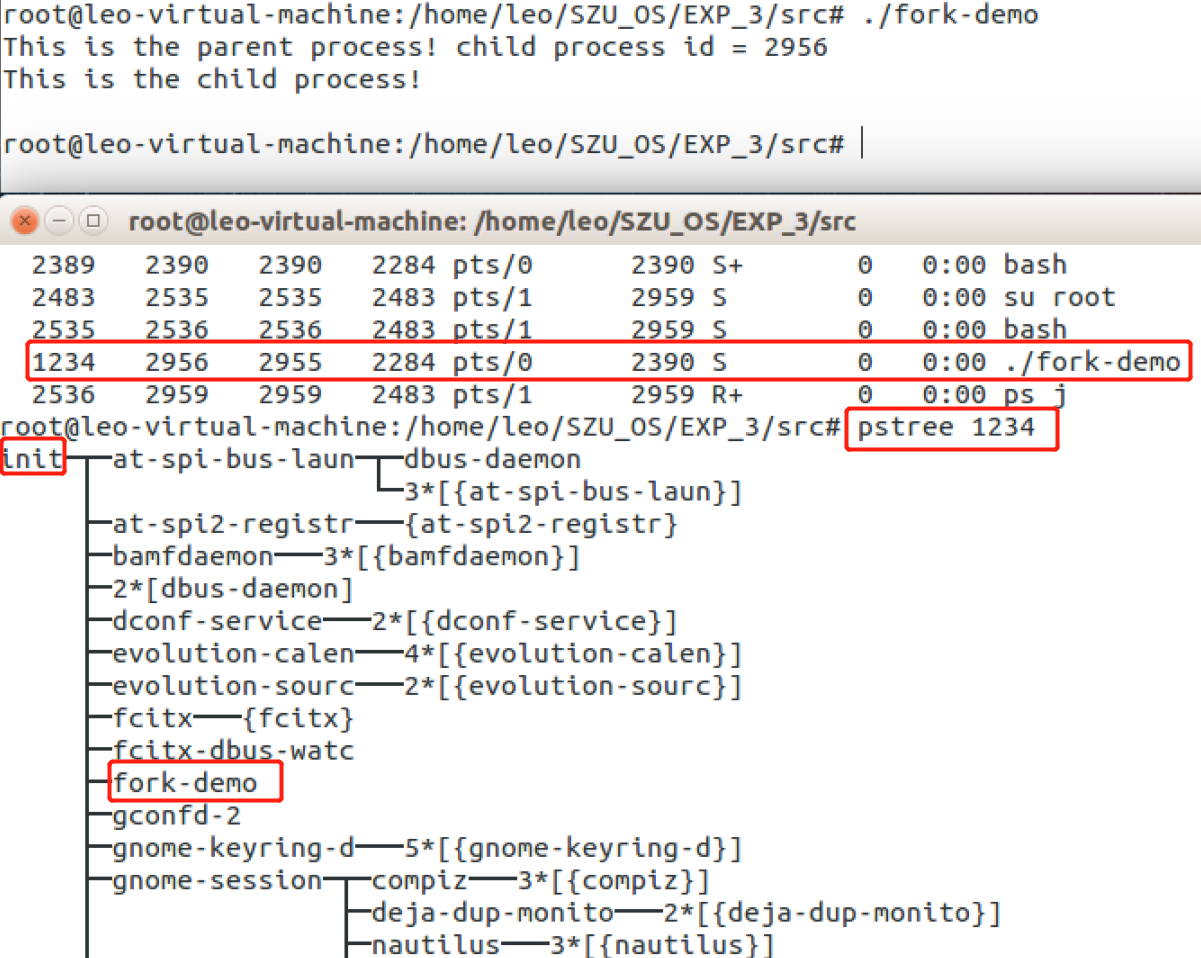 root@leo-virtual-machine:/home/leo/SZU_OS/EXP_3/src# ./fork-demo
This is the parent process! child process id = 2956
This is the child process!
root@leo-virtual-machine:/home/leo/SZU_OS/EXP_3/src#
root@leo-virtual-machine: /home/leo/SZU_OS/EXP_3/src
2389 2390 2390 2284 pts/0 2390 S+ 0 0:00 bash
2483 2535 2535 2483 pts/1 2959 S 0 0:00 su root
2535 2536 2536 2483 pts/1 2959 S 0 0:00 bash
1234 2956 2955 2284 pts/0 2390 S 0 0:00 ./fork-demo
2536 2959 2959 2483 pts/1 2959 R+ 0 0:00 ps j
root@leo-virtual-machine:/home/leo/SZU_OS/EXP_3/src# pstree 1234
init─┬─at-spi-bus-laun─┬─dbus-daemon
│ └─3*[{at-spi-bus-laun}]
├─at-spi2-registr───{at-spi2-registr}
├─bamfdaemon───3*[{bamfdaemon}]
├─2*[dbus-daemon]
├─dconf-service───2*[{dconf-service}]
├─evolution-calen───4*[{evolution-calen}]
├─evolution-sourc───2*[{evolution-sourc}]
├─fcitx───{fcitx}
├─fcitx-dbus-watc
├─fork-demo
├─gconfd-2
├─gnome-keyring-d───5*[{gnome-keyring-d}]
├─gnome-session─┬─compiz───3*[{compiz}]
│ ├─deja-dup-monito───2*[{deja-dup-monito}]
│ ├─nautilus───3*[{nautilus}]